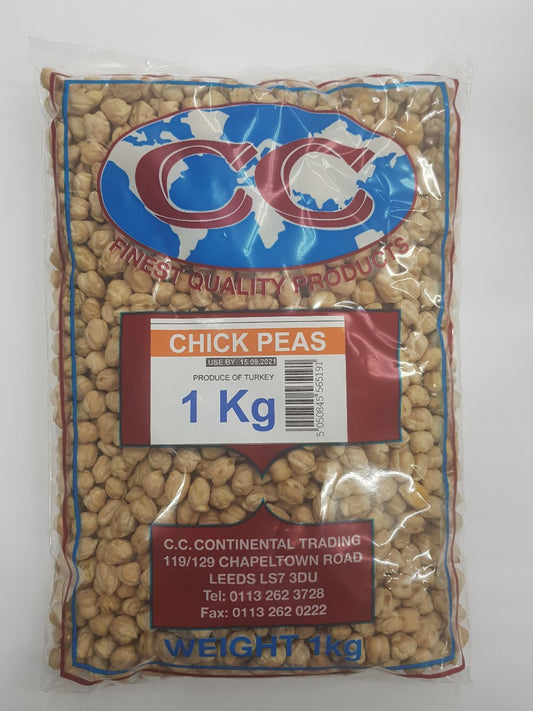 CC
FINEST QUALITY PRODUCTS
CHICK PEAS
USE BY: 15.09.2021
PRODUCE OF TURKEY
1 Kg
5 050845 565191
C.C. CONTINENTAL TRADING
119/129 CHAPELTOWN ROAD
LEEDS LS7 3DU
Tel: 0113 262 3728
Fax: 0113 262 0222
WEIGHT 1kg